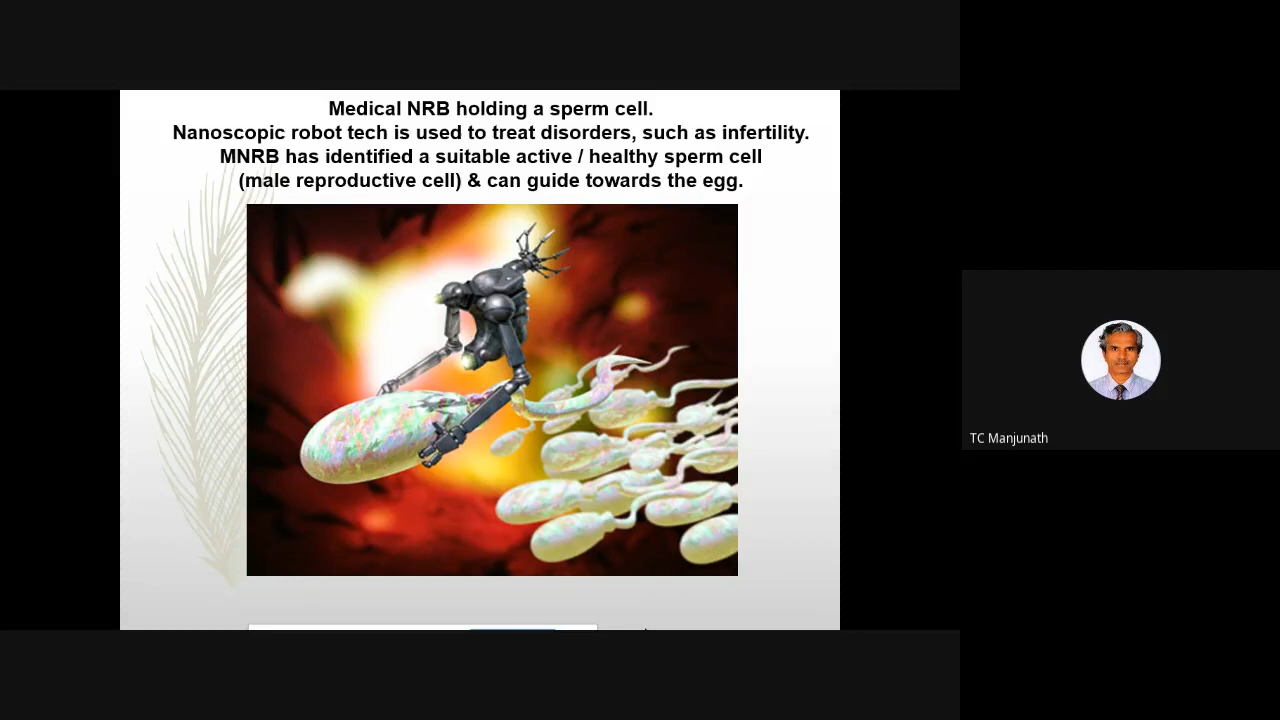 Medical NRB holding a sperm cell.
Nanoscopic robot tech is used to treat disorders, such as infertility.
MNRB has identified a suitable active / healthy sperm cell
(male reproductive cell) & can guide towards the egg.
TC Manjunath